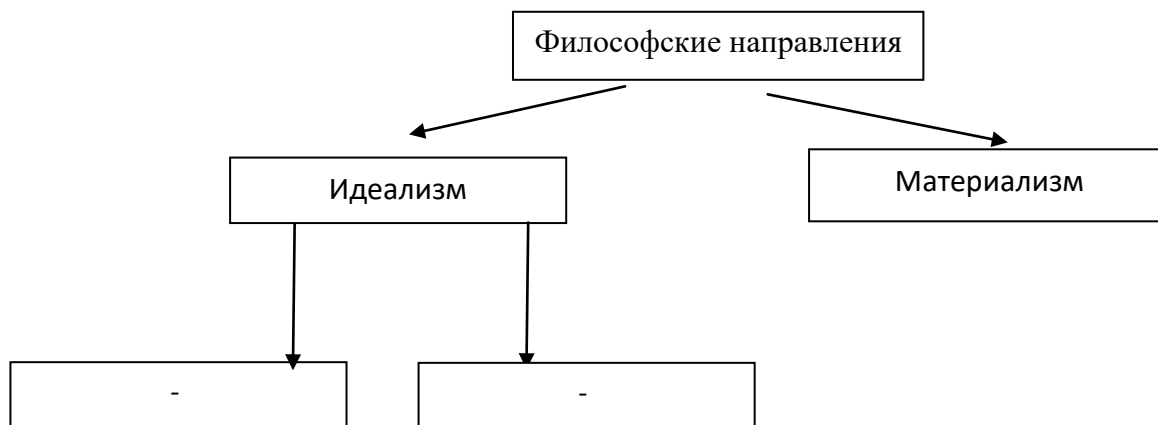 Философские направления
Идеализм
Материализм
-
-